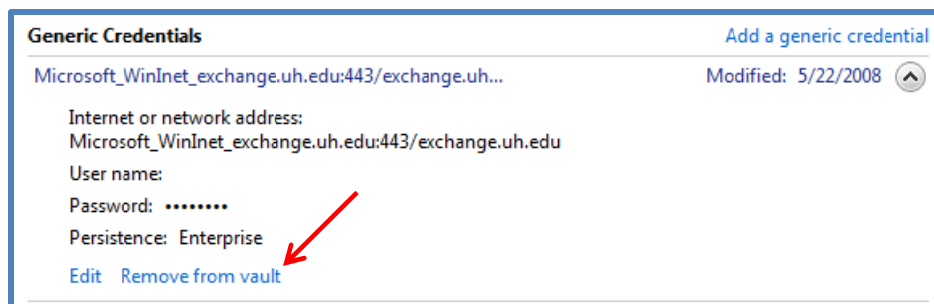 Generic Credentials Add a generic credential
Microsoft_WinInet_exchange.uh.edu:443/exchange.uh... Modified: 5/22/2008
Internet or network address:
Microsoft_WinInet_exchange.uh.edu:443/exchange.uh.edu
User name:
Password: ••••••••
Persistence: Enterprise
Edit Remove from vault